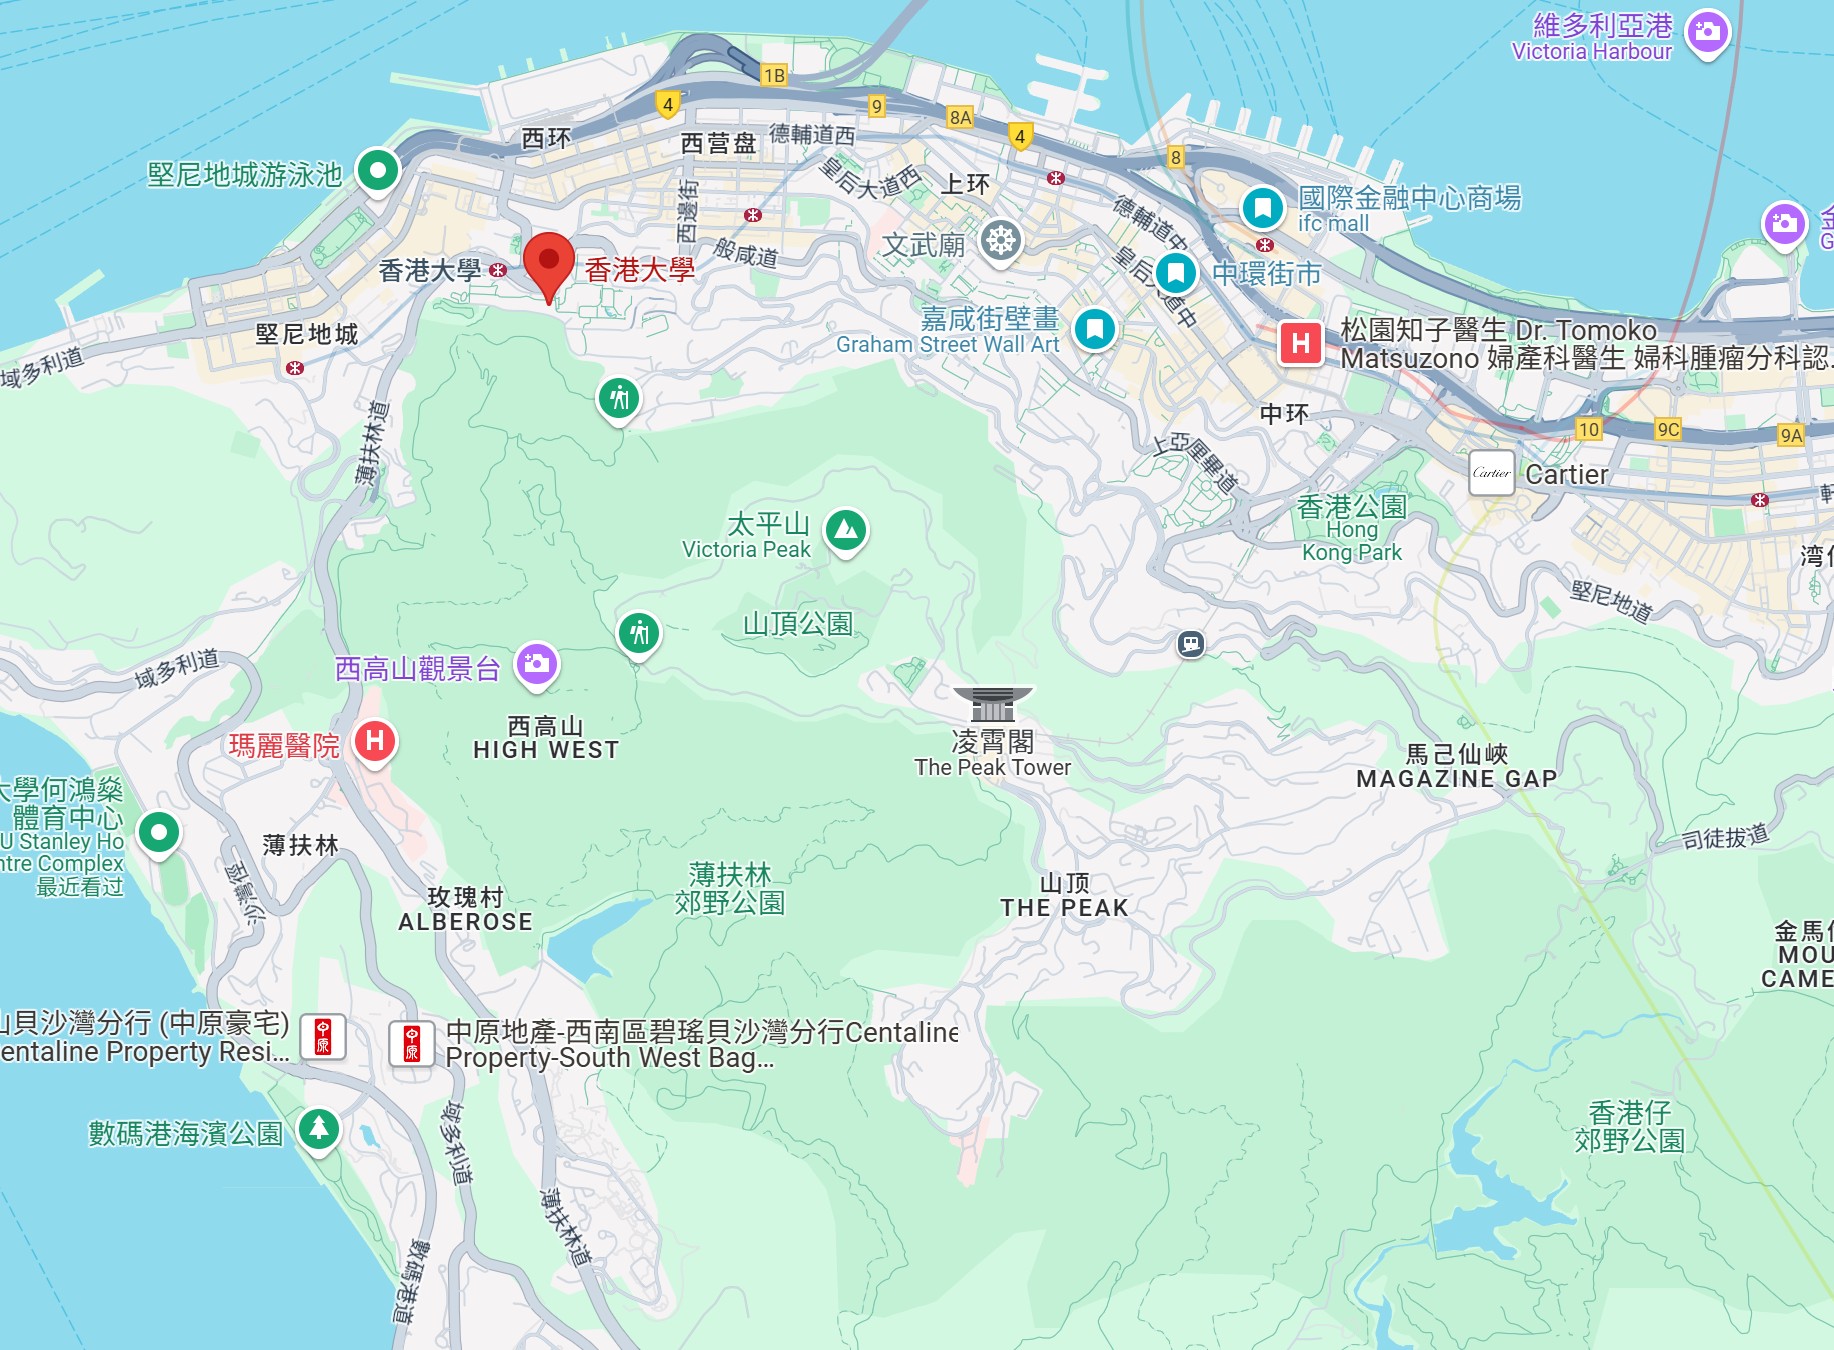 維多利亞港
Victoria Harbour
1B
4
9
8A
4
8
西环
西营盘
德輔道西
皇后大道西
上环
堅尼地城游泳池
西邊街
德輔道中
國際金融中心商場
ifc mall
文武廟
般咸道
皇后大道中
中環街市
香港大學
香港大學
嘉咸街壁畫
Graham Street Wall Art
堅尼地城
域多利道
松園知子醫生 Dr. Tomoko
Matsuzono 婦產科醫生 婦科腫瘤分科認...
中环
10
9C
9A
薄扶林道
上亞厘畢道
Cartier
Cartier
香港公園
Hong
Kong Park
太平山
Victoria Peak
堅尼地道
山頂公園
域多利道
西高山觀景台
西高山
HIGH WEST
瑪麗醫院
凌霄閣
The Peak Tower
馬己仙峽
MAGAZINE GAP
大學何鴻燊
體育中心
U Stanley Ho
ntre Complex
最近看过
薄扶林
司徒拔道
沙灣徑
玫瑰村
ALBEROSE
薄扶林
郊野公園
山顶
THE PEAK
金馬
MOU
CAME
山貝沙灣分行 (中原豪宅)
entaline Property Resi...
中原
中原
中原地產-西南區碧瑤貝沙灣分行Centaline
Property-South West Bag...
數碼港海濱公園
域多利道
香港仔
郊野公園
薄扶林道
數碼港道